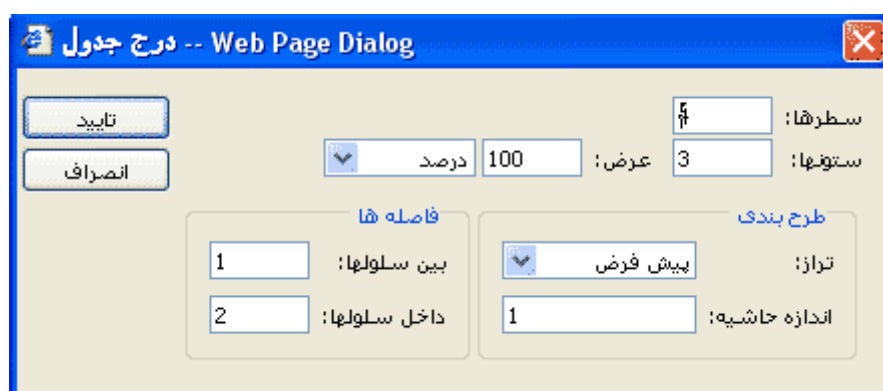 درج جدول -- Web Page Dialog
سطرها:
ستونها: 3 عرض: 100 درصد
تایید
انصراف
طرح بندی
تراز: پیش فرض
اندازه حاشیه: 1
فاصله ها
بین سلولها: 1
داخل سلولها: 2